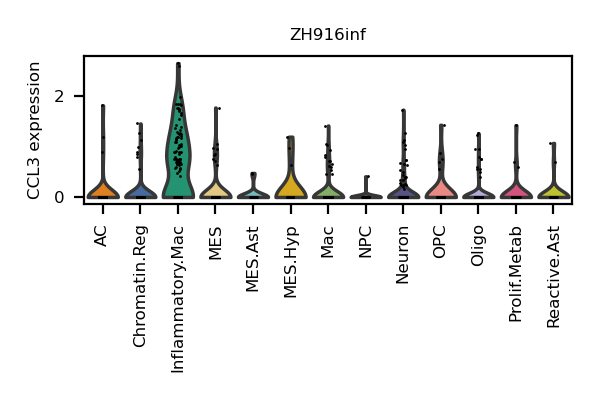 ZH916inf
CCL3 expression
2
0
AC
Chromatin.Reg
Inflammatory.Mac
MES
MES.Ast
MES.Hyp
Mac
NPC
Neuron
OPC
Oligo
Prolif.Metab
Reactive.Ast